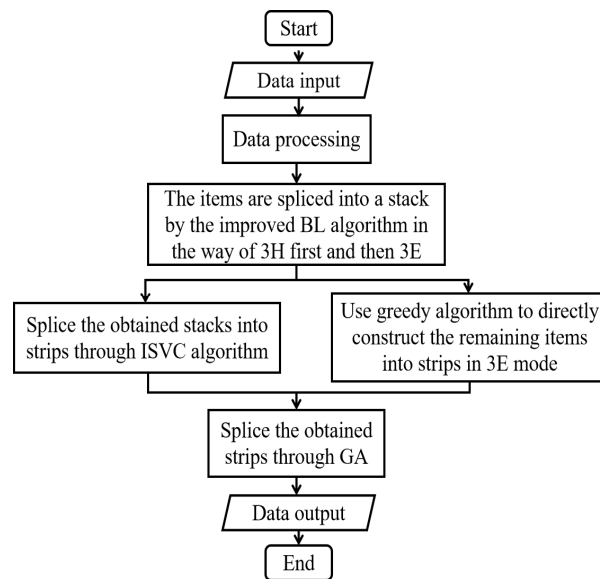 Start
Data input
Data processing
The items are spliced into a stack
by the improved BL algorithm in
the way of 3H first and then 3E
Splice the obtained stacks into
strips through ISVC algorithm
Use greedy algorithm to directly
construct the remaining items
into strips in 3E mode
Splice the obtained
strips through GA
Data output
End